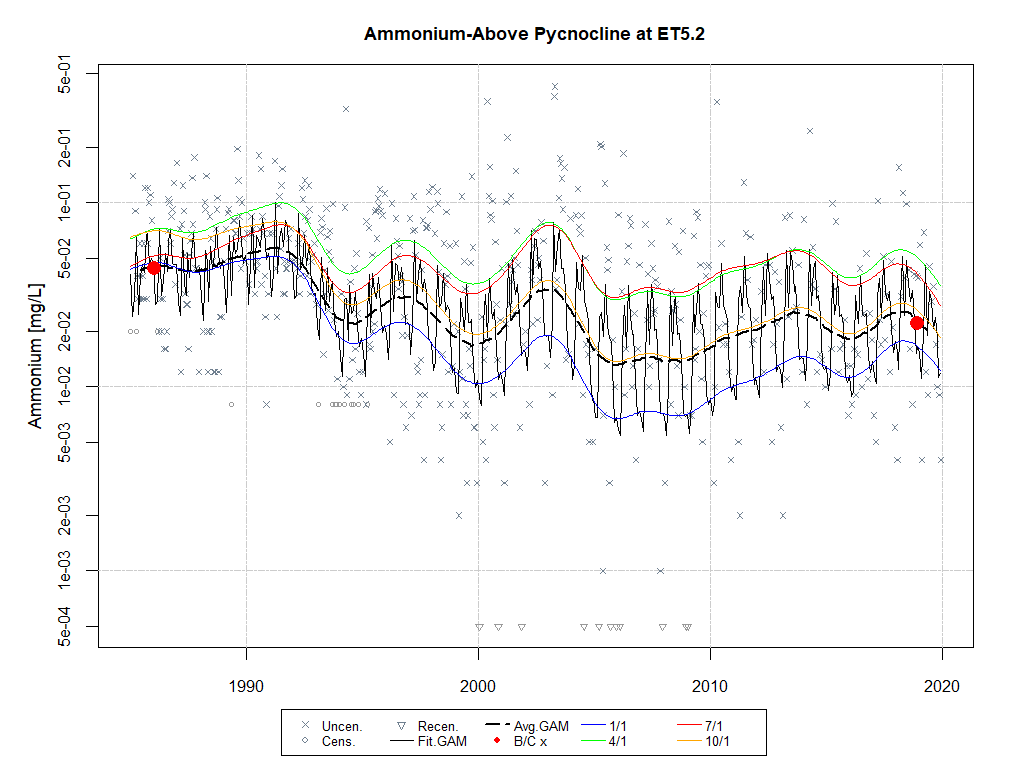 Ammonium-Above Pycnocline at ET5.2
Ammonium [mg/L]
5e-01
2e-01
1e-01
5e-02
2e-02
1e-02
5e-03
2e-03
1e-03
5e-04
1990 2000 2010 2020
Uncen. Recen. Avg.GAM 1/1 7/1
Cens. Fit.GAM B/C x 4/1 10/1